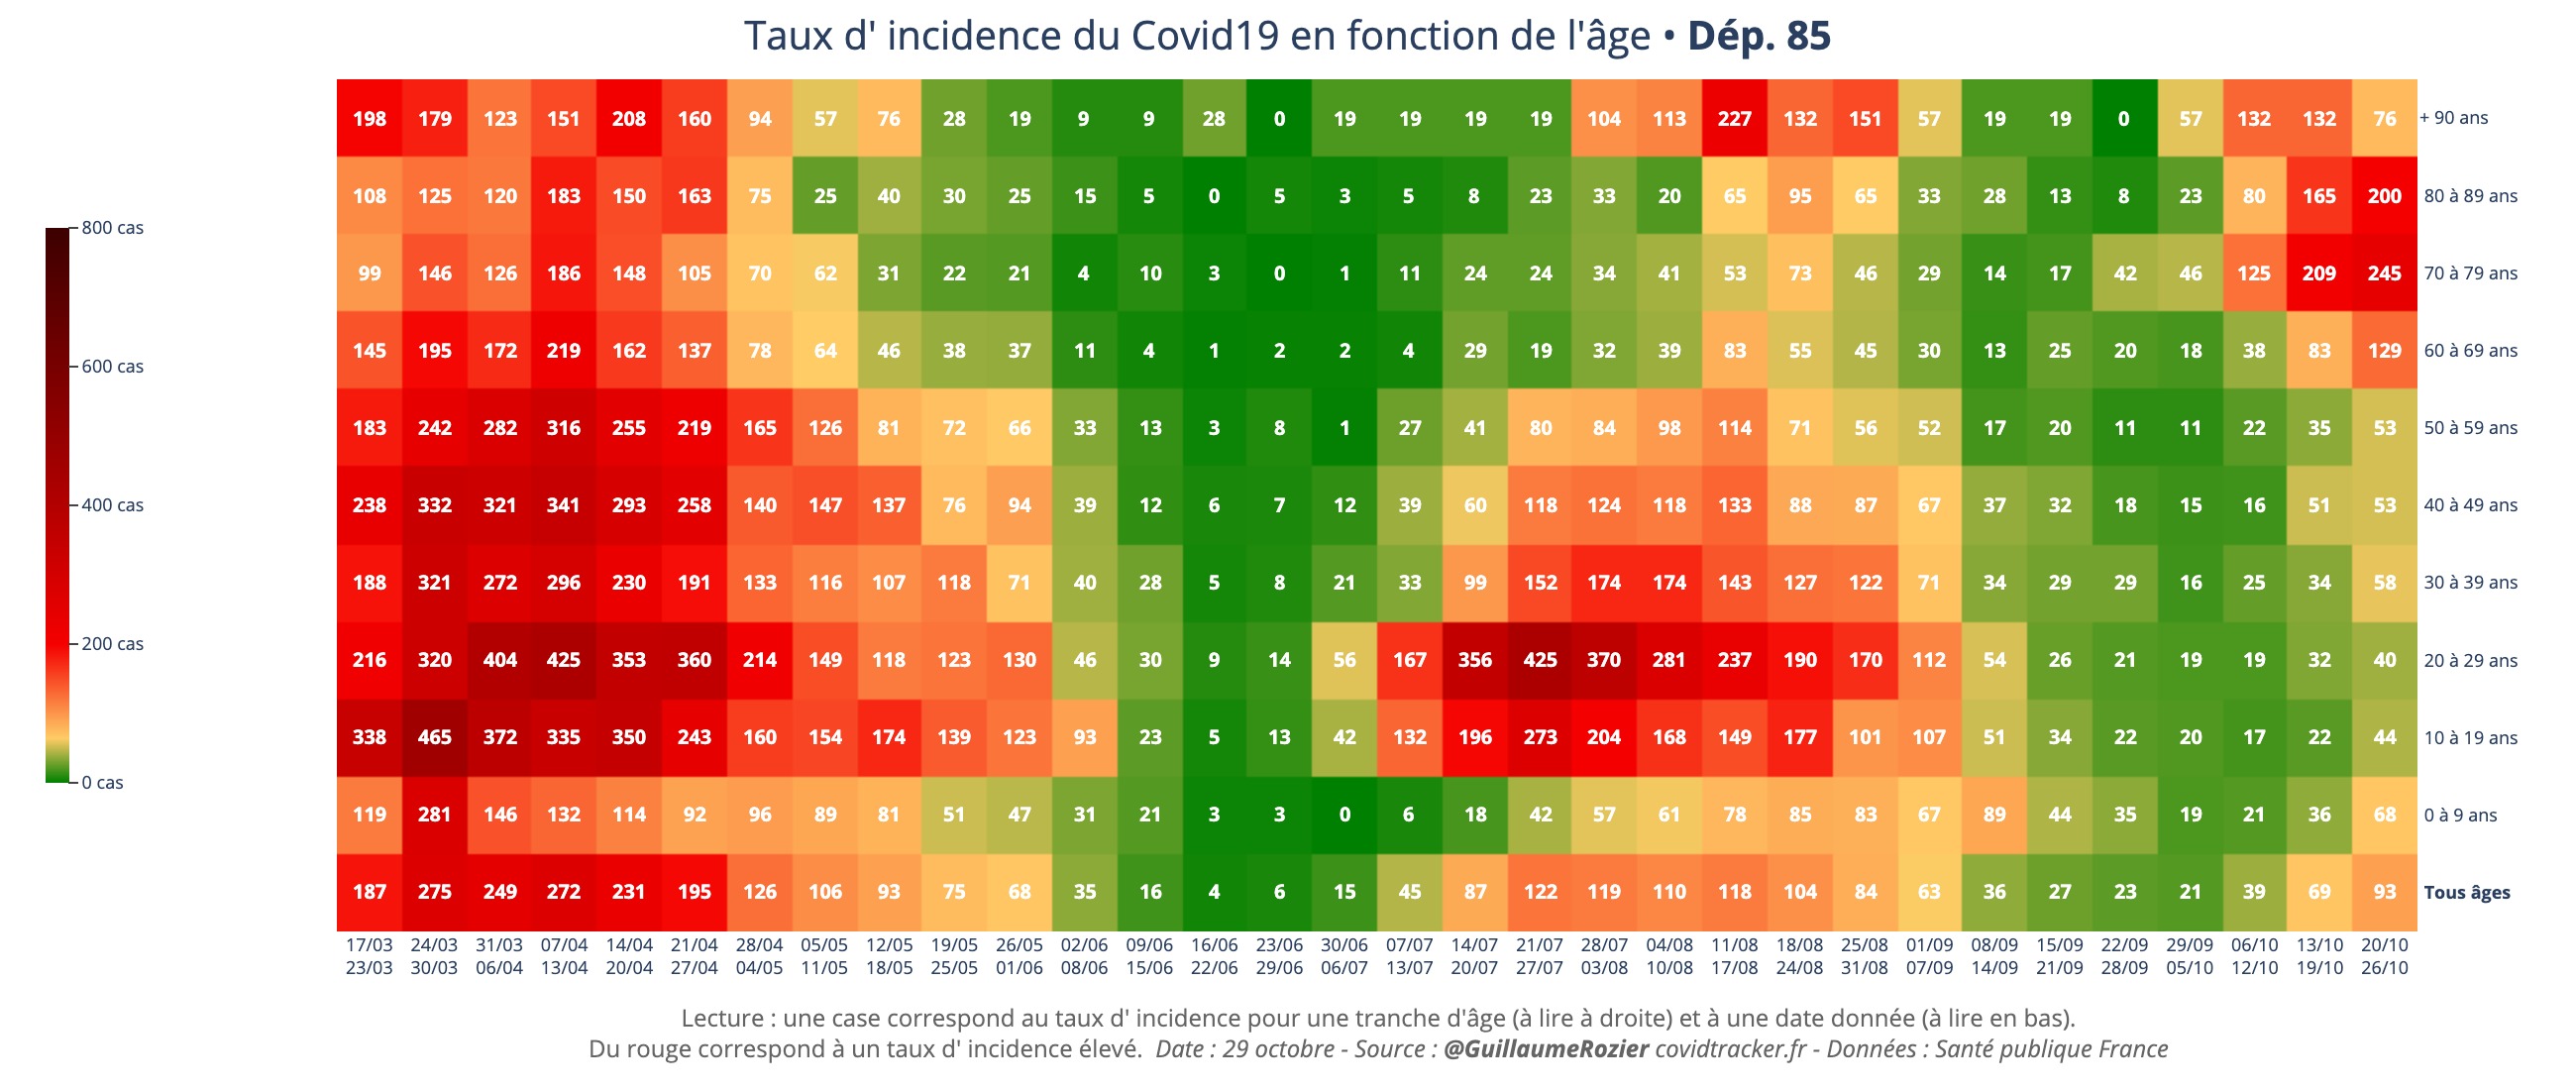 Taux d' incidence du Covid19 en fonction de l'âge • Dép. 85
198 179 123 151 208 160 94 57 76 28 19 9 9 28 0 19 19 19 19 104 113 227 132 151 57 19 19 0 57 132 132 76 + 90 ans
108 125 120 183 150 163 75 25 40 30 25 15 5 0 5 3 5 8 23 33 20 65 95 65 33 28 13 8 23 80 165 200 80 à 89 ans
800 cas
99 146 126 186 148 105 70 62 31 22 21 4 10 3 0 1 11 24 24 34 41 53 73 46 29 14 17 42 46 125 209 245 70 à 79 ans
145 195 172 219 162 137 78 64 46 38 37 11 4 1 2 2 4 29 19 32 39 83 55 45 30 13 25 20 18 38 83 129 60 à 69 ans
600 cas
183 242 282 316 255 219 165 126 81 72 66 33 13 3 8 1 27 41 80 84 98 114 71 56 52 17 20 11 11 22 35 53 50 à 59 ans
400 cas
238 332 321 341 293 258 140 147 137 76 94 39 12 6 7 12 39 60 118 124 118 133 88 87 67 37 32 18 15 16 51 53 40 à 49 ans
188 321 272 296 230 191 133 116 107 118 71 40 28 5 8 21 33 99 152 174 174 143 127 122 71 34 29 29 16 25 34 58 30 à 39 ans
200 cas
216 320 404 425 353 360 214 149 118 123 130 46 30 9 14 56 167 356 425 370 281 237 190 170 112 54 26 21 19 19 32 40 20 à 29 ans
338 465 372 335 350 243 160 154 174 139 123 93 23 5 13 42 132 196 273 204 168 149 177 101 107 51 34 22 20 17 22 44 10 à 19 ans
0 cas
119 281 146 132 114 92 96 89 81 51 47 31 21 3 3 0 6 18 42 57 61 78 85 83 67 89 44 35 19 21 36 68 0 à 9 ans
187 275 249 272 231 195 126 106 93 75 68 35 16 4 6 15 45 87 122 119 110 118 104 84 63 36 27 23 21 39 69 93 Tous âges
17/03 24/03 31/03 07/04 14/04 21/04 28/04 05/05 12/05 19/05 26/05 02/06 09/06 16/06 23/06 30/06 07/07 14/07 21/07 28/07 04/08 11/08 18/08 25/08 01/09 08/09 15/09 22/09 29/09 06/10 13/10 20/10
23/03 30/03 06/04 13/04 20/04 27/04 04/05 11/05 18/05 25/05 01/06 08/06 15/06 22/06 29/06 06/07 13/07 20/07 27/07 03/08 10/08 17/08 24/08 31/08 07/09 14/09 21/09 28/09 05/10 12/10 19/10 26/10
Lecture : une case correspond au taux d' incidence pour une tranche d'âge (à lire à droite) et à une date donnée (à lire en bas).
Du rouge correspond à un taux d' incidence élevé. Date : 29 octobre - Source : @GuillaumeRozier covidtracker.fr - Données : Santé publique France